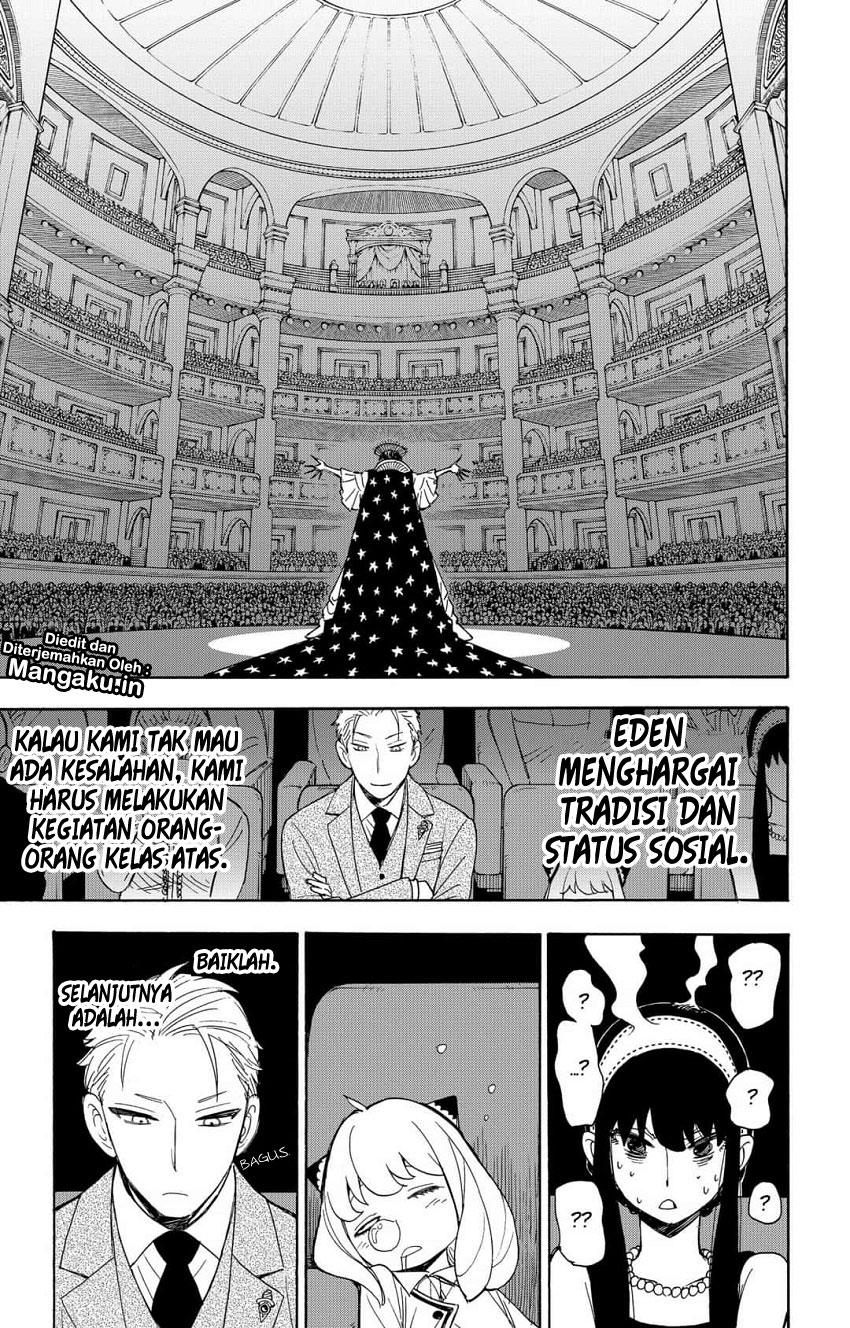 Diedit dan
Diterjemahkan Oleh :
Mangaku.in
EDEN
MENGHARGAI
TRADISI DAN
STATUS SOSIAL.
KALAU KAMI TAK MAU
ADA KESALAHAN, KAMI
HARUS MELAKUKAN
KEGIATAN ORANG-
ORANG KELAS ATAS.
??
?
...?
?
?
??
BAIKLAH.
SELANJUTNYA
ADALAH...
BAGUS.